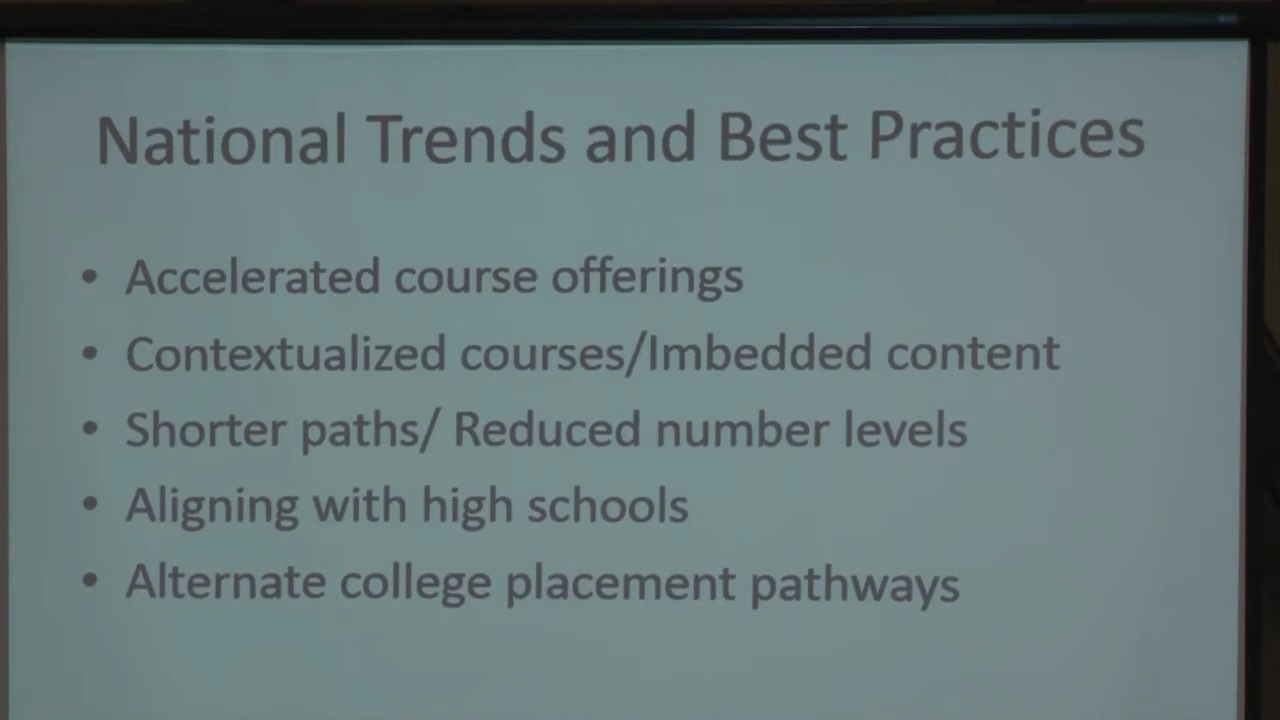 National Trends and Best Practices
• Accelerated course offerings
• Contextualized courses/Imbedded content
• Shorter paths/ Reduced number levels
• Aligning with high schools
• Alternate college placement pathways